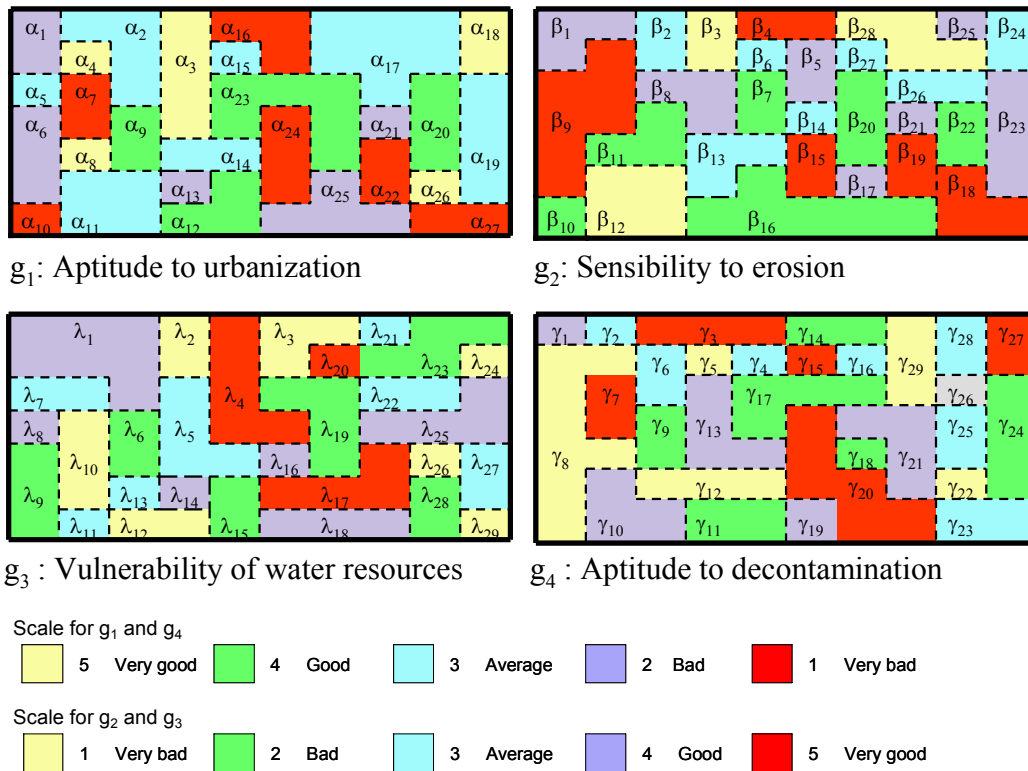 α1 α2 α16 α18
α4 α3 α15 α17
α5 α7 α23
α6 α9 α24 α21 α20
α8 α14 α19
α13 α25 α22 α26
α10 α11 α12 α27
g1: Aptitude to urbanization
β1 β2 β3 β4 β28 β25 β24
β6 β5 β27
β8 β7 β26
β9 β14 β20 β21 β22 β23
β11 β13 β15 β19
β17 β18
β10 β12 β16
g2: Sensibility to erosion
λ1 λ2 λ3 λ21
λ20 λ23 λ24
λ7 λ4 λ22
λ8 λ6 λ5 λ19 λ25
λ10 λ16 λ26 λ27
λ9 λ13 λ14 λ17 λ28
λ11 λ12 λ15 λ18 λ29
g3 : Vulnerability of water resources
γ1 γ2 γ3 γ14 γ28 γ27
γ6 γ5 γ4 γ15 γ16 γ29
γ7 γ17 γ26
γ9 γ13 γ25 γ24
γ8 γ18 γ21
γ12 γ20 γ22
γ10 γ11 γ19 γ23
g4 : Aptitude to decontamination
Scale for g1 and g4
5 Very good 4 Good 3 Average 2 Bad 1 Very bad
Scale for g2 and g3
1 Very bad 2 Bad 3 Average 4 Good 5 Very good